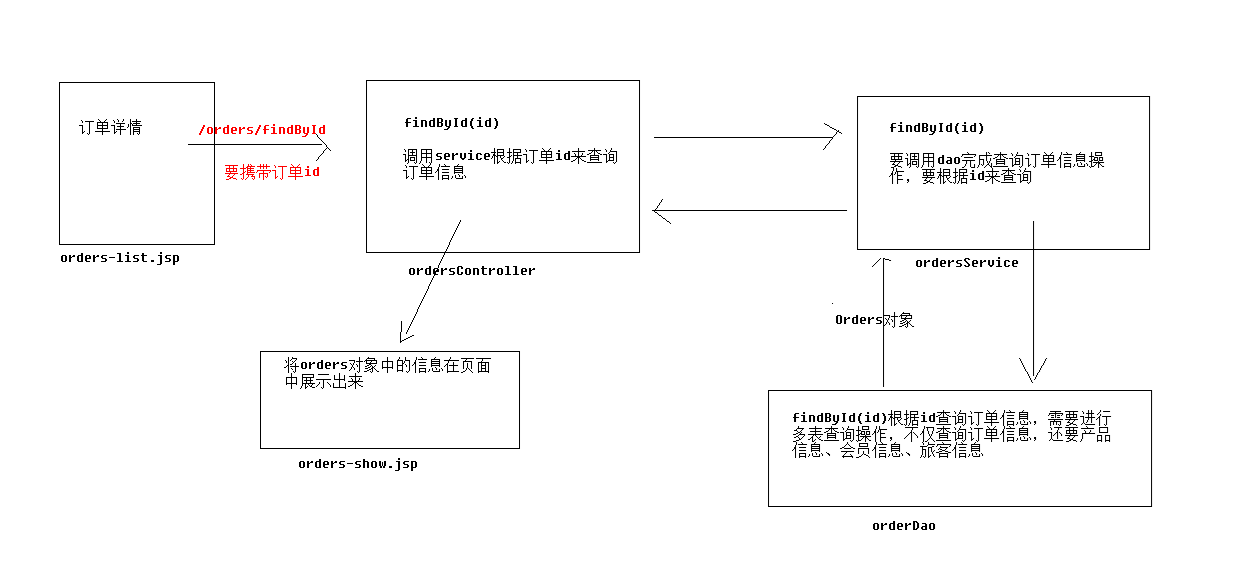 订单详情
/orders/findById
要携带订单id
orders-list.jsp
findById(id)
调用service根据订单id来查询
订单信息
ordersController
findById(id)
要调用dao完成查询订单信息操
作，要根据id来查询
ordersService
Orders对象
将orders对象中的信息在页面
中展示出来
orders-show.jsp
findById(id)根据id查询订单信息，需要进行
多表查询操作，不仅查询订单信息，还要产品
信息、会员信息、旅客信息
orderDao